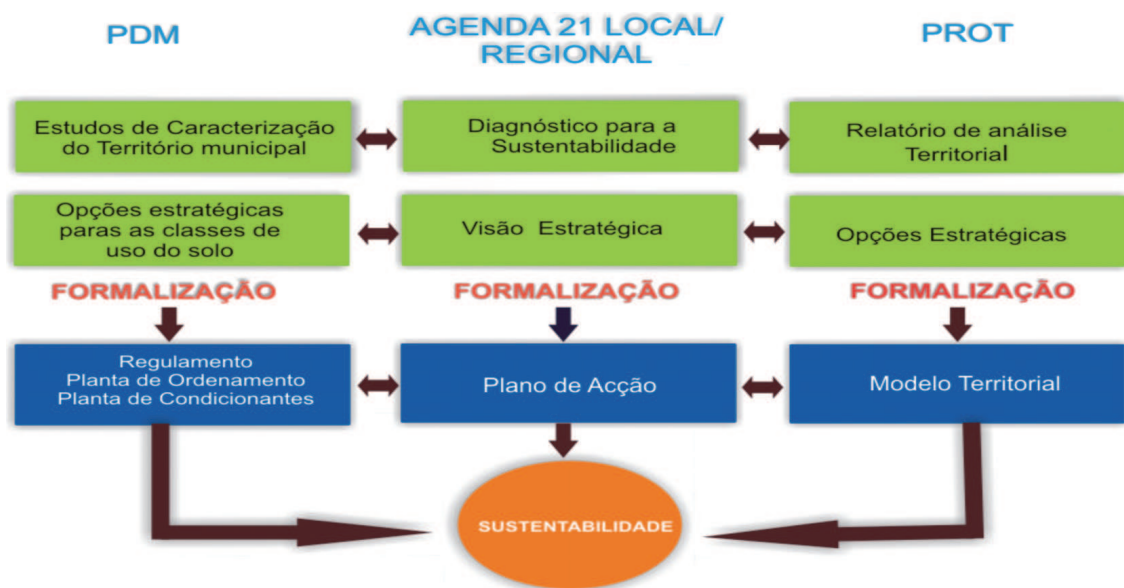 PDM
AGENDA 21 LOCAL/
REGIONAL
PROT
Estudos de Caracterização
do Território municipal
Diagnóstico para a
Sustentabilidade
Relatório de análise
Territorial
Opções estratégicas
paras as classes de
uso do solo
Visão Estratégica
Opções Estratégicas
FORMALIZAÇÃO
FORMALIZAÇÃO
FORMALIZAÇÃO
Regulamento
Planta de Ordenamento
Planta de Condicionantes
Plano de Acção
Modelo Territorial
SUSTENTABILIDADE